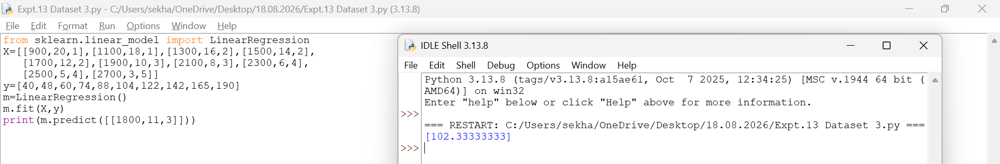 Expt.13 Dataset 3.py - C:/Users/sekha/OneDrive/Desktop/18.08.2026/Expt.13 Dataset 3.py (3.13.8)
File Edit Format Run Options Window Help
from sklearn.linear_model import LinearRegression
X=[[900,20,1],[1100,18,1],[1300,16,2],[1500,14,2],
[1700,12,2],[1900,10,3],[2100,8,3],[2300,6,4],
[2500,5,4],[2700,3,5]]
y=[40,48,60,74,88,104,122,142,165,190]
m=LinearRegression()
m.fit(X,y)
print(m.predict([[1800,11,3]]))
IDLE Shell 3.13.8
File Edit Shell Debug Options Window Help
Python 3.13.8 (tags/v3.13.8:a15ae61, Oct  7 2025, 12:34:25) [MSC v.1944 64 bit (
AMD64)] on win32
Enter "help" below or click "Help" above for more information.
>>>
=== RESTART: C:/Users/sekha/OneDrive/Desktop/18.08.2026/Expt.13 Dataset 3.py ===
[102.33333333]
>>>